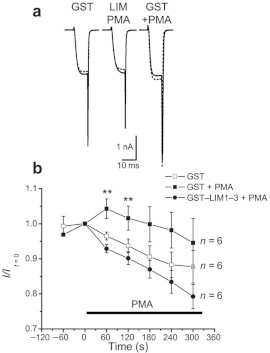 a
GST
LIM
PMA
GST
+PMA
1 nA
10 ms
b
GST
GST + PMA
GST–LIM1–3 + PMA
1.1
1.0
0.9
0.8
0.7
I/I t = 0
**
**
n = 6
n = 6
n = 6
PMA
−120 −60 0 60 120 180 240 300 360
Time (s)